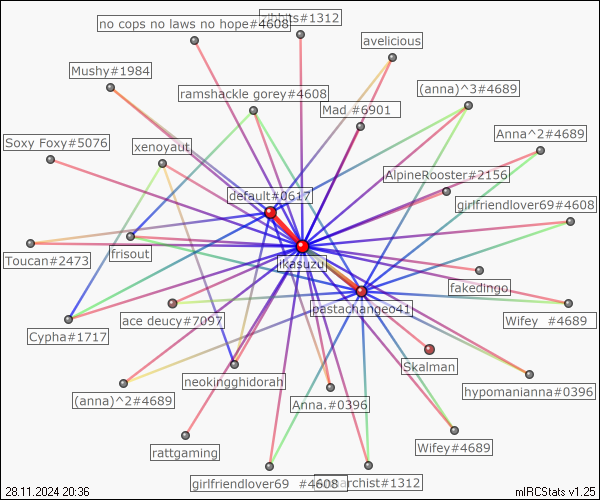 no cops no laws no hope#4608
ribbits#1312
avelicious
Mushy#1984
ramshackle gorey#4608
(anna)^3#4689
Mad #6901
Soxy Foxy#5076
xenoyaut
Anna^2#4689
AlpineRooster#2156
default#0617
girlfriendlover69#4608
Toucan#2473
frisout
ikasuzu
fakedingo
pastachangeo41
Cypha#1717
ace deucy#7097
Wifey #4689
Skalman
neokingghidorah
hypomanianna#0396
(anna)^2#4689
Anna.#0396
rattgaming
Wifey#4689
girlfriendlover69 #4608
archist#1312
28.11.2024 20:36
mIRCStats v1.25